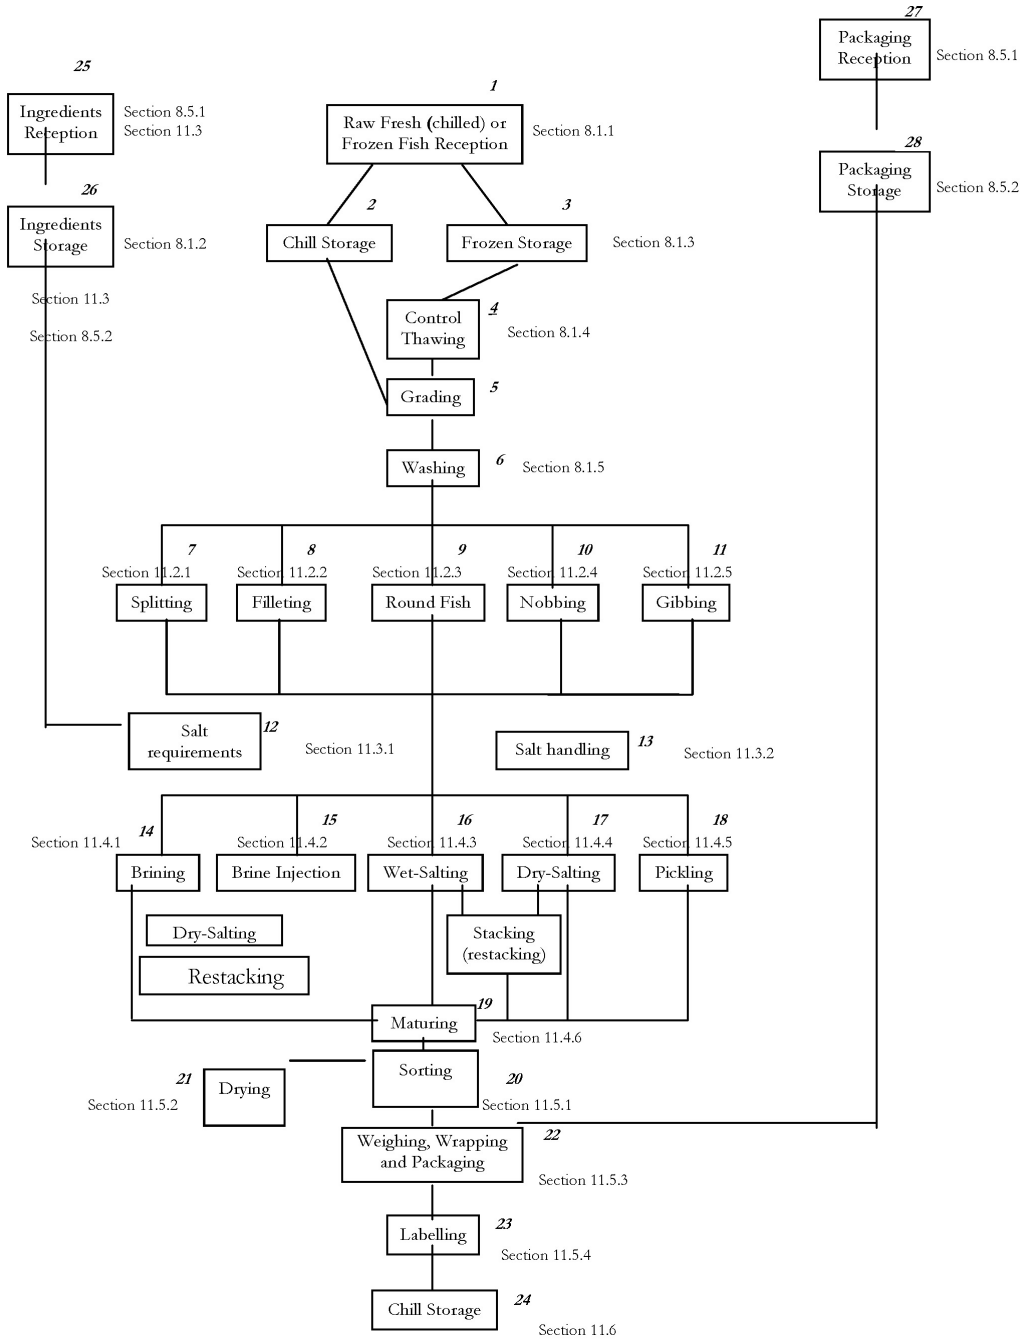 27
Packaging
Reception
Section 8.5.1
25
Ingredients
Reception
Section 8.5.1
Section 11.3
1
Raw Fresh (chilled) or
Frozen Fish Reception
Section 8.1.1
28
Packaging
Storage
Section 8.5.2
26
Ingredients
Storage
Section 8.1.2
Section 11.3
Section 8.5.2
2
Chill Storage
3
Frozen Storage
Section 8.1.3
4
Control
Thawing
Section 8.1.4
5
Grading
6
Washing
Section 8.1.5
7
Section 11.2.1
Splitting
8
Section 11.2.2
Filleting
9
Section 11.2.3
Round Fish
10
Section 11.2.4
Nobbing
11
Section 11.2.5
Gibbing
12
Salt
requirements
Section 11.3.1
13
Salt handling
Section 11.3.2
14
Section 11.4.1
Brining
15
Section 11.4.2
Brine Injection
16
Section 11.4.3
Wet-Salting
17
Section 11.4.4
Dry-Salting
18
Section 11.4.5
Pickling
Dry-Salting
Restacking
Stacking
(restacking)
19
Maturing
Section 11.4.6
Sorting
20
Section 11.5.1
21
Drying
Section 11.5.2
22
Weighing, Wrapping
and Packaging
Section 11.5.3
23
Labelling
Section 11.5.4
24
Chill Storage
Section 11.6